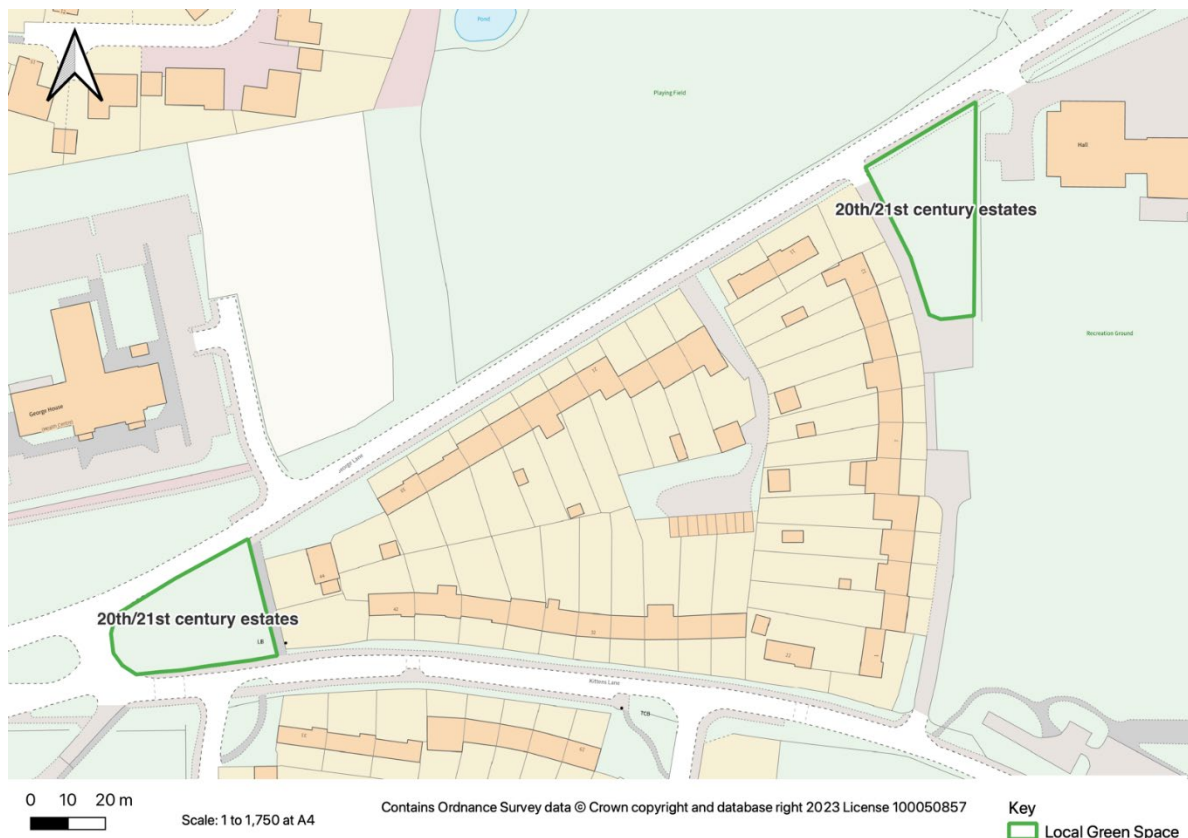 Pond
Playing Field
20th/21st century estates
Hall
Recreation Ground
George House
(Health Centre)
George Lane
20th/21st century estates
LB
Kittens Lane
TCB
0 10 20 m
Scale: 1 to 1,750 at A4
Contains Ordnance Survey data © Crown copyright and database right 2023 License 100050857
Key
Local Green Space